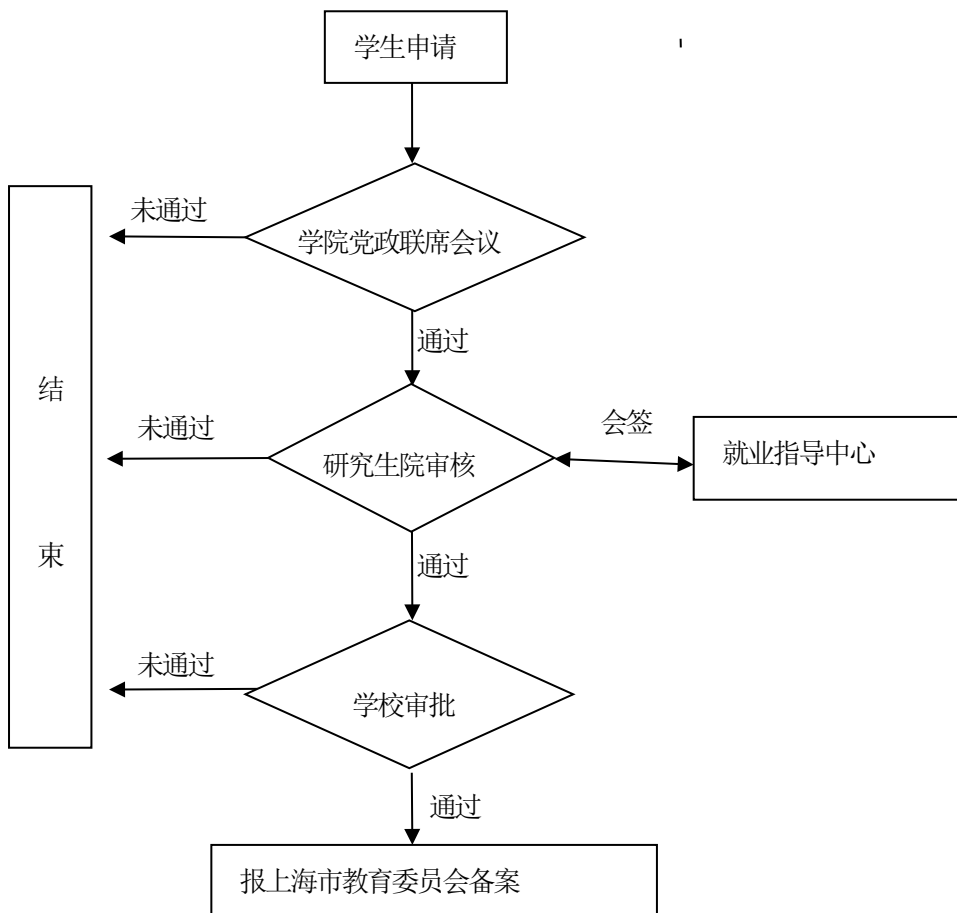 学生申请
未通过
学院党政联席会议
通过
结
未通过
会签
研究生院审核
就业指导中心
束
通过
未通过
学校审批
通过
报上海市教育委员会备案